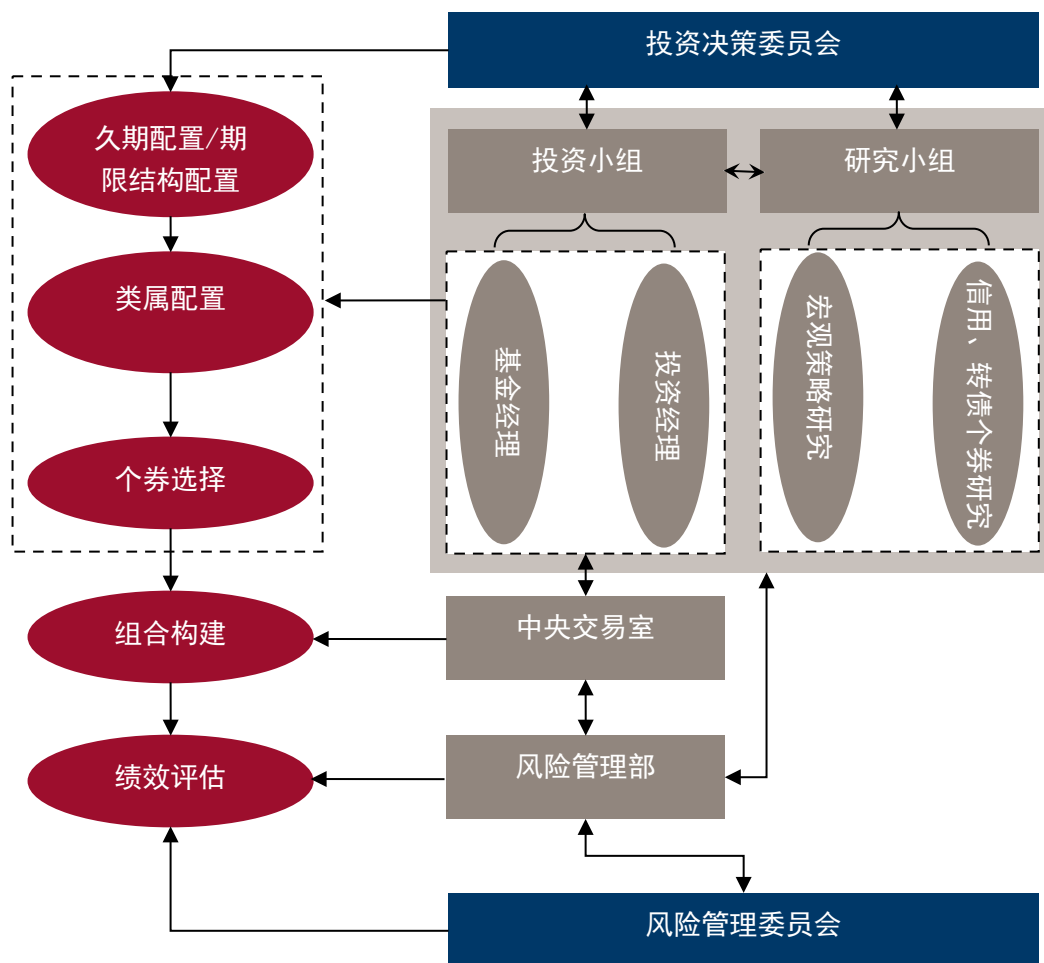 投资决策委员会
久期配置/期
限结构配置
投资小组
研究小组
类属配置
基金经理
投资经理
宏观策略研究
信用、转债个券研究
个券选择
组合构建
中央交易室
绩效评估
风险管理部
风险管理委员会